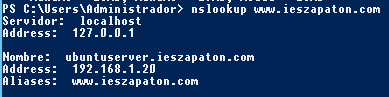 PS C:\Users\Administrador> nslookup www.ieszapaton.com
Servidor:  localhost
Address:  127.0.0.1

Nombre:  ubuntuserver.ieszapaton.com
Address:  192.168.1.20
Aliases:  www.ieszapaton.com